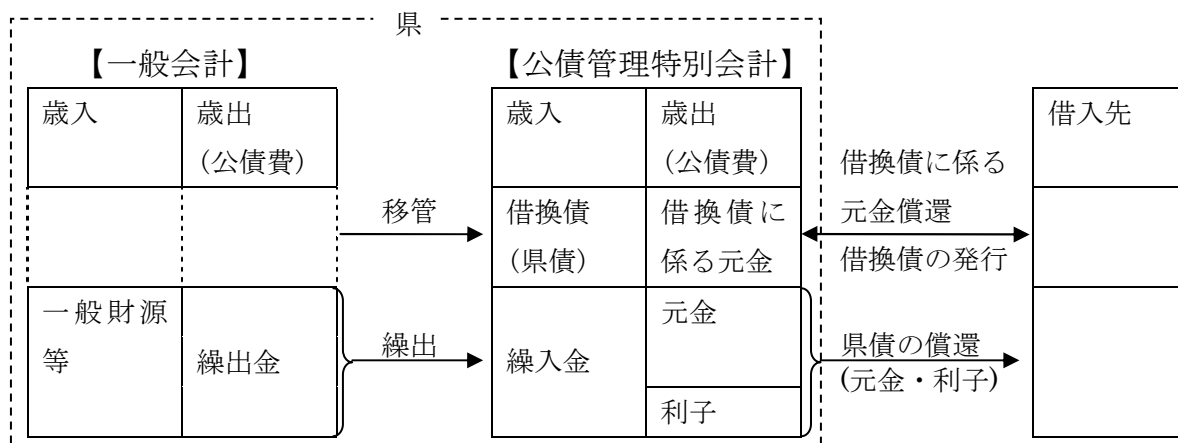 県
【一般会計】
【公債管理特別会計】
歳入
歳出
(公債費)
歳入
歳出
(公債費)
借入先
移管
借換債
(県債)
借換債に
係る元金
借換債に係る
元金償還
借換債の発行
一般財源
等
繰出金
繰出
繰入金
元金
利子
県債の償還
(元金・利子)